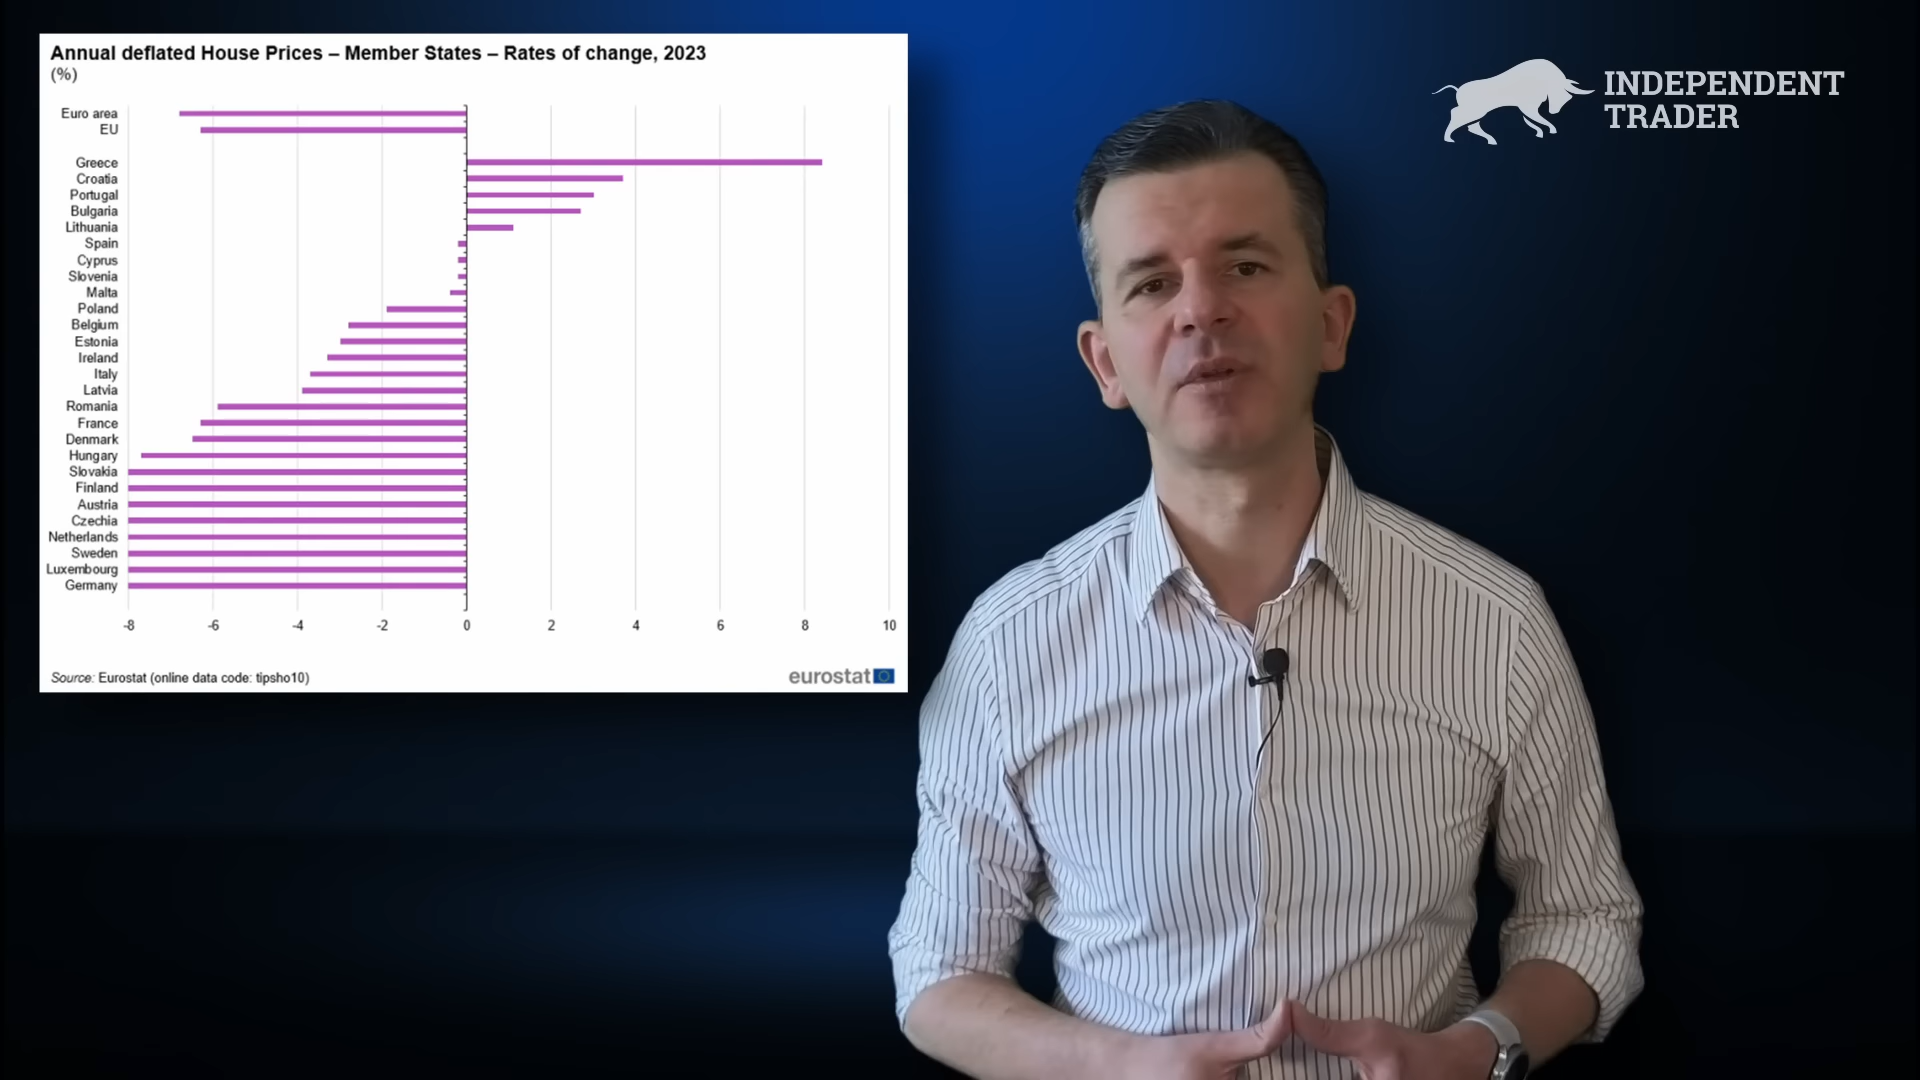 Annual deflated House Prices – Member States – Rates of change, 2023
(%)
Euro area
EU
Greece
Croatia
Portugal
Bulgaria
Lithuania
Spain
Cyprus
Slovenia
Malta
Poland
Belgium
Estonia
Ireland
Italy
Latvia
Romania
France
Denmark
Hungary
Slovakia
Finland
Austria
Czechia
Netherlands
Sweden
Luxembourg
Germany
-8 -6 -4 -2 0 2 4 6 8 10
Source: Eurostat (online data code: tipsho10)
eurostat
INDEPENDENT
TRADER